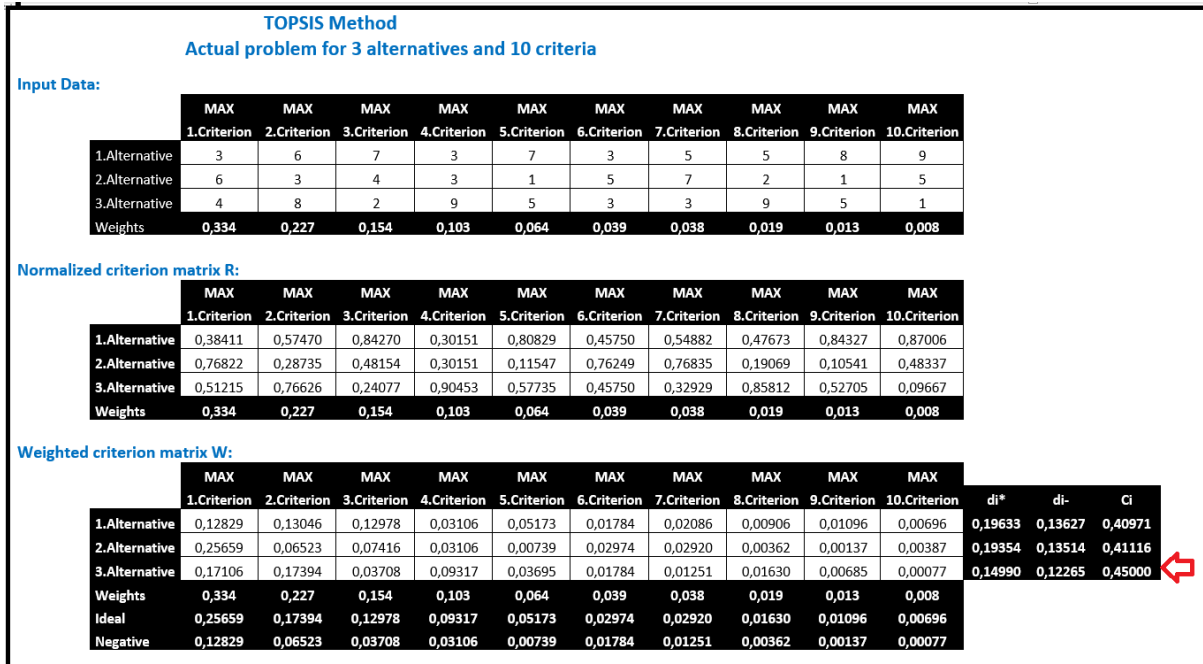 TOPSIS Method
Actual problem for 3 alternatives and 10 criteria
Input Data:
MAX MAX MAX MAX MAX MAX MAX MAX MAX MAX
1.Criterion 2.Criterion 3.Criterion 4.Criterion 5.Criterion 6.Criterion 7.Criterion 8.Criterion 9.Criterion 10.Criterion
1.Alternative 3 6 7 3 7 3 5 5 8 9
2.Alternative 6 3 4 3 1 5 7 2 1 5
3.Alternative 4 8 2 9 5 3 3 9 5 1
Weights 0,334 0,227 0,154 0,103 0,064 0,039 0,038 0,019 0,013 0,008
Normalized criterion matrix R:
MAX MAX MAX MAX MAX MAX MAX MAX MAX MAX
1.Criterion 2.Criterion 3.Criterion 4.Criterion 5.Criterion 6.Criterion 7.Criterion 8.Criterion 9.Criterion 10.Criterion
1.Alternative 0,38411 0,57470 0,84270 0,30151 0,80829 0,45750 0,54882 0,47673 0,84327 0,87006
2.Alternative 0,76822 0,28735 0,48154 0,30151 0,11547 0,76249 0,76835 0,19069 0,10541 0,48337
3.Alternative 0,51215 0,76626 0,24077 0,90453 0,57735 0,45750 0,32929 0,85812 0,52705 0,09667
Weights 0,334 0,227 0,154 0,103 0,064 0,039 0,038 0,019 0,013 0,008
Weighted criterion matrix W:
MAX MAX MAX MAX MAX MAX MAX MAX MAX MAX
1.Criterion 2.Criterion 3.Criterion 4.Criterion 5.Criterion 6.Criterion 7.Criterion 8.Criterion 9.Criterion 10.Criterion di* di- Ci
1.Alternative 0,12829 0,13046 0,12978 0,03106 0,05173 0,01784 0,02086 0,00906 0,01096 0,00696 0,19633 0,13627 0,40971
2.Alternative 0,25659 0,06523 0,07416 0,03106 0,00739 0,02974 0,02920 0,00362 0,00137 0,00387 0,19354 0,13514 0,41116
3.Alternative 0,17106 0,17394 0,03708 0,09317 0,03695 0,01784 0,01251 0,01630 0,00685 0,00077 0,14990 0,12265 0,45000
Weights 0,334 0,227 0,154 0,103 0,064 0,039 0,038 0,019 0,013 0,008
Ideal 0,25659 0,17394 0,12978 0,09317 0,05173 0,02974 0,02920 0,01630 0,01096 0,00696
Negative 0,12829 0,06523 0,03708 0,03106 0,00739 0,01784 0,01251 0,00362 0,00137 0,00077